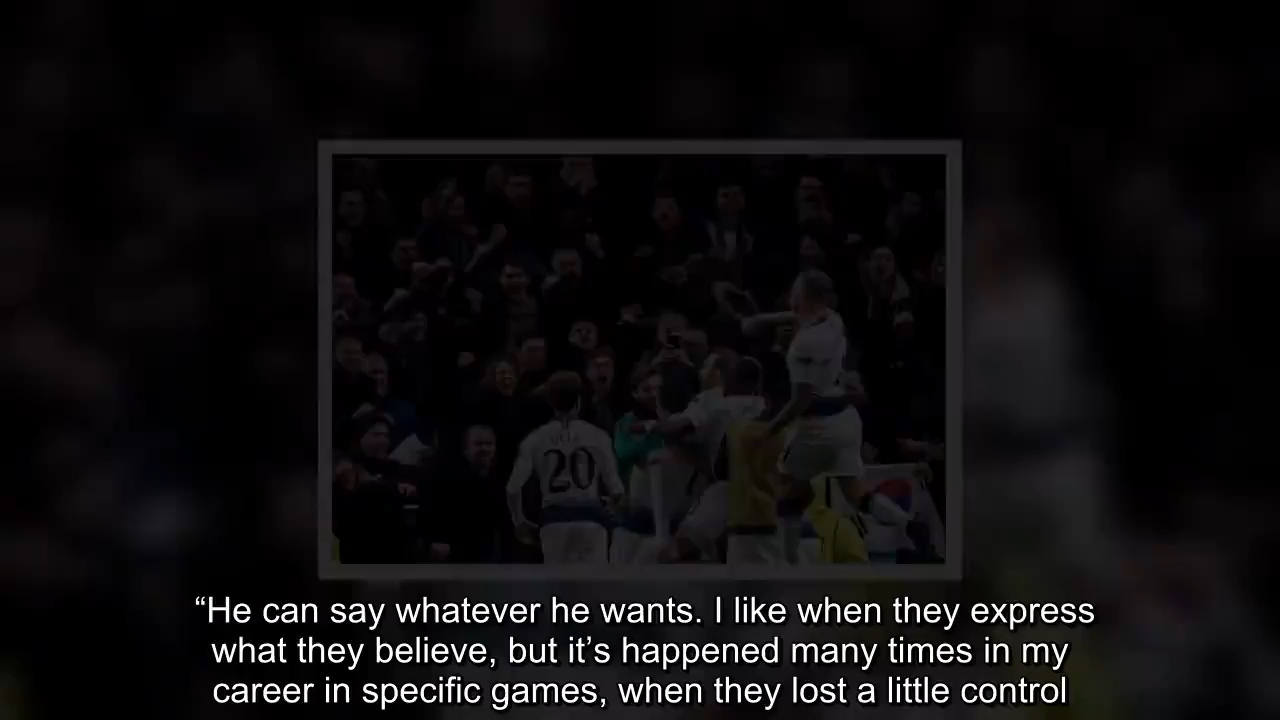 20
“He can say whatever he wants. I like when they express
what they believe, but it’s happened many times in my
career in specific games, when they lost a little control